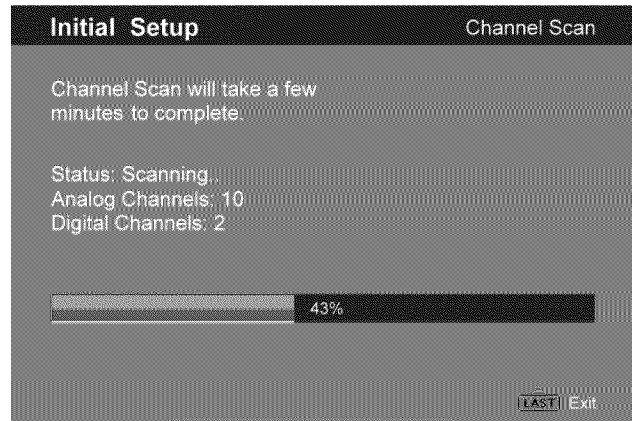 Initial Setup
Channel Scan
Channel Scan will take a few
minutes to complete.
Status: Scanning..
Analog Channels: 10
Digital Channels: 2
43%
LAST Exit